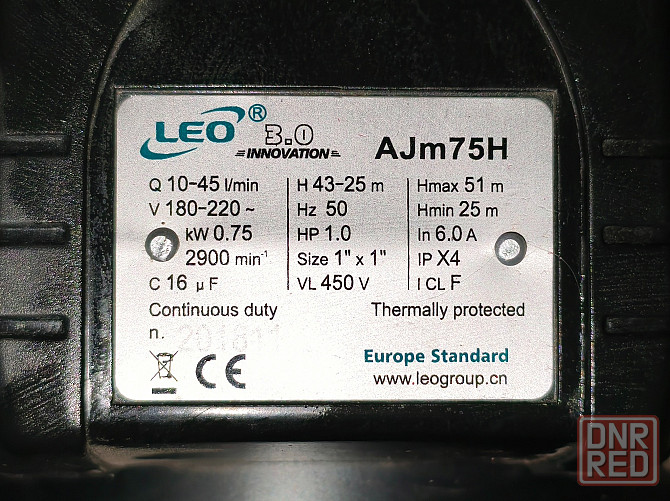 LEO® 3.0
INNOVATION
AJm75H
Q 10-45 l/min H 43-25 m Hmax 51 m
V 180-220 ~ Hz 50 Hmin 25 m
kW 0.75 HP 1.0 In 6.0 A
2900 min⁻¹ Size 1" x 1" IP X4
C 16 μF VL 450 V I CL F
Continuous duty Thermally protected
n.
CE Europe Standard
www.leogroup.cn
DNR
RED